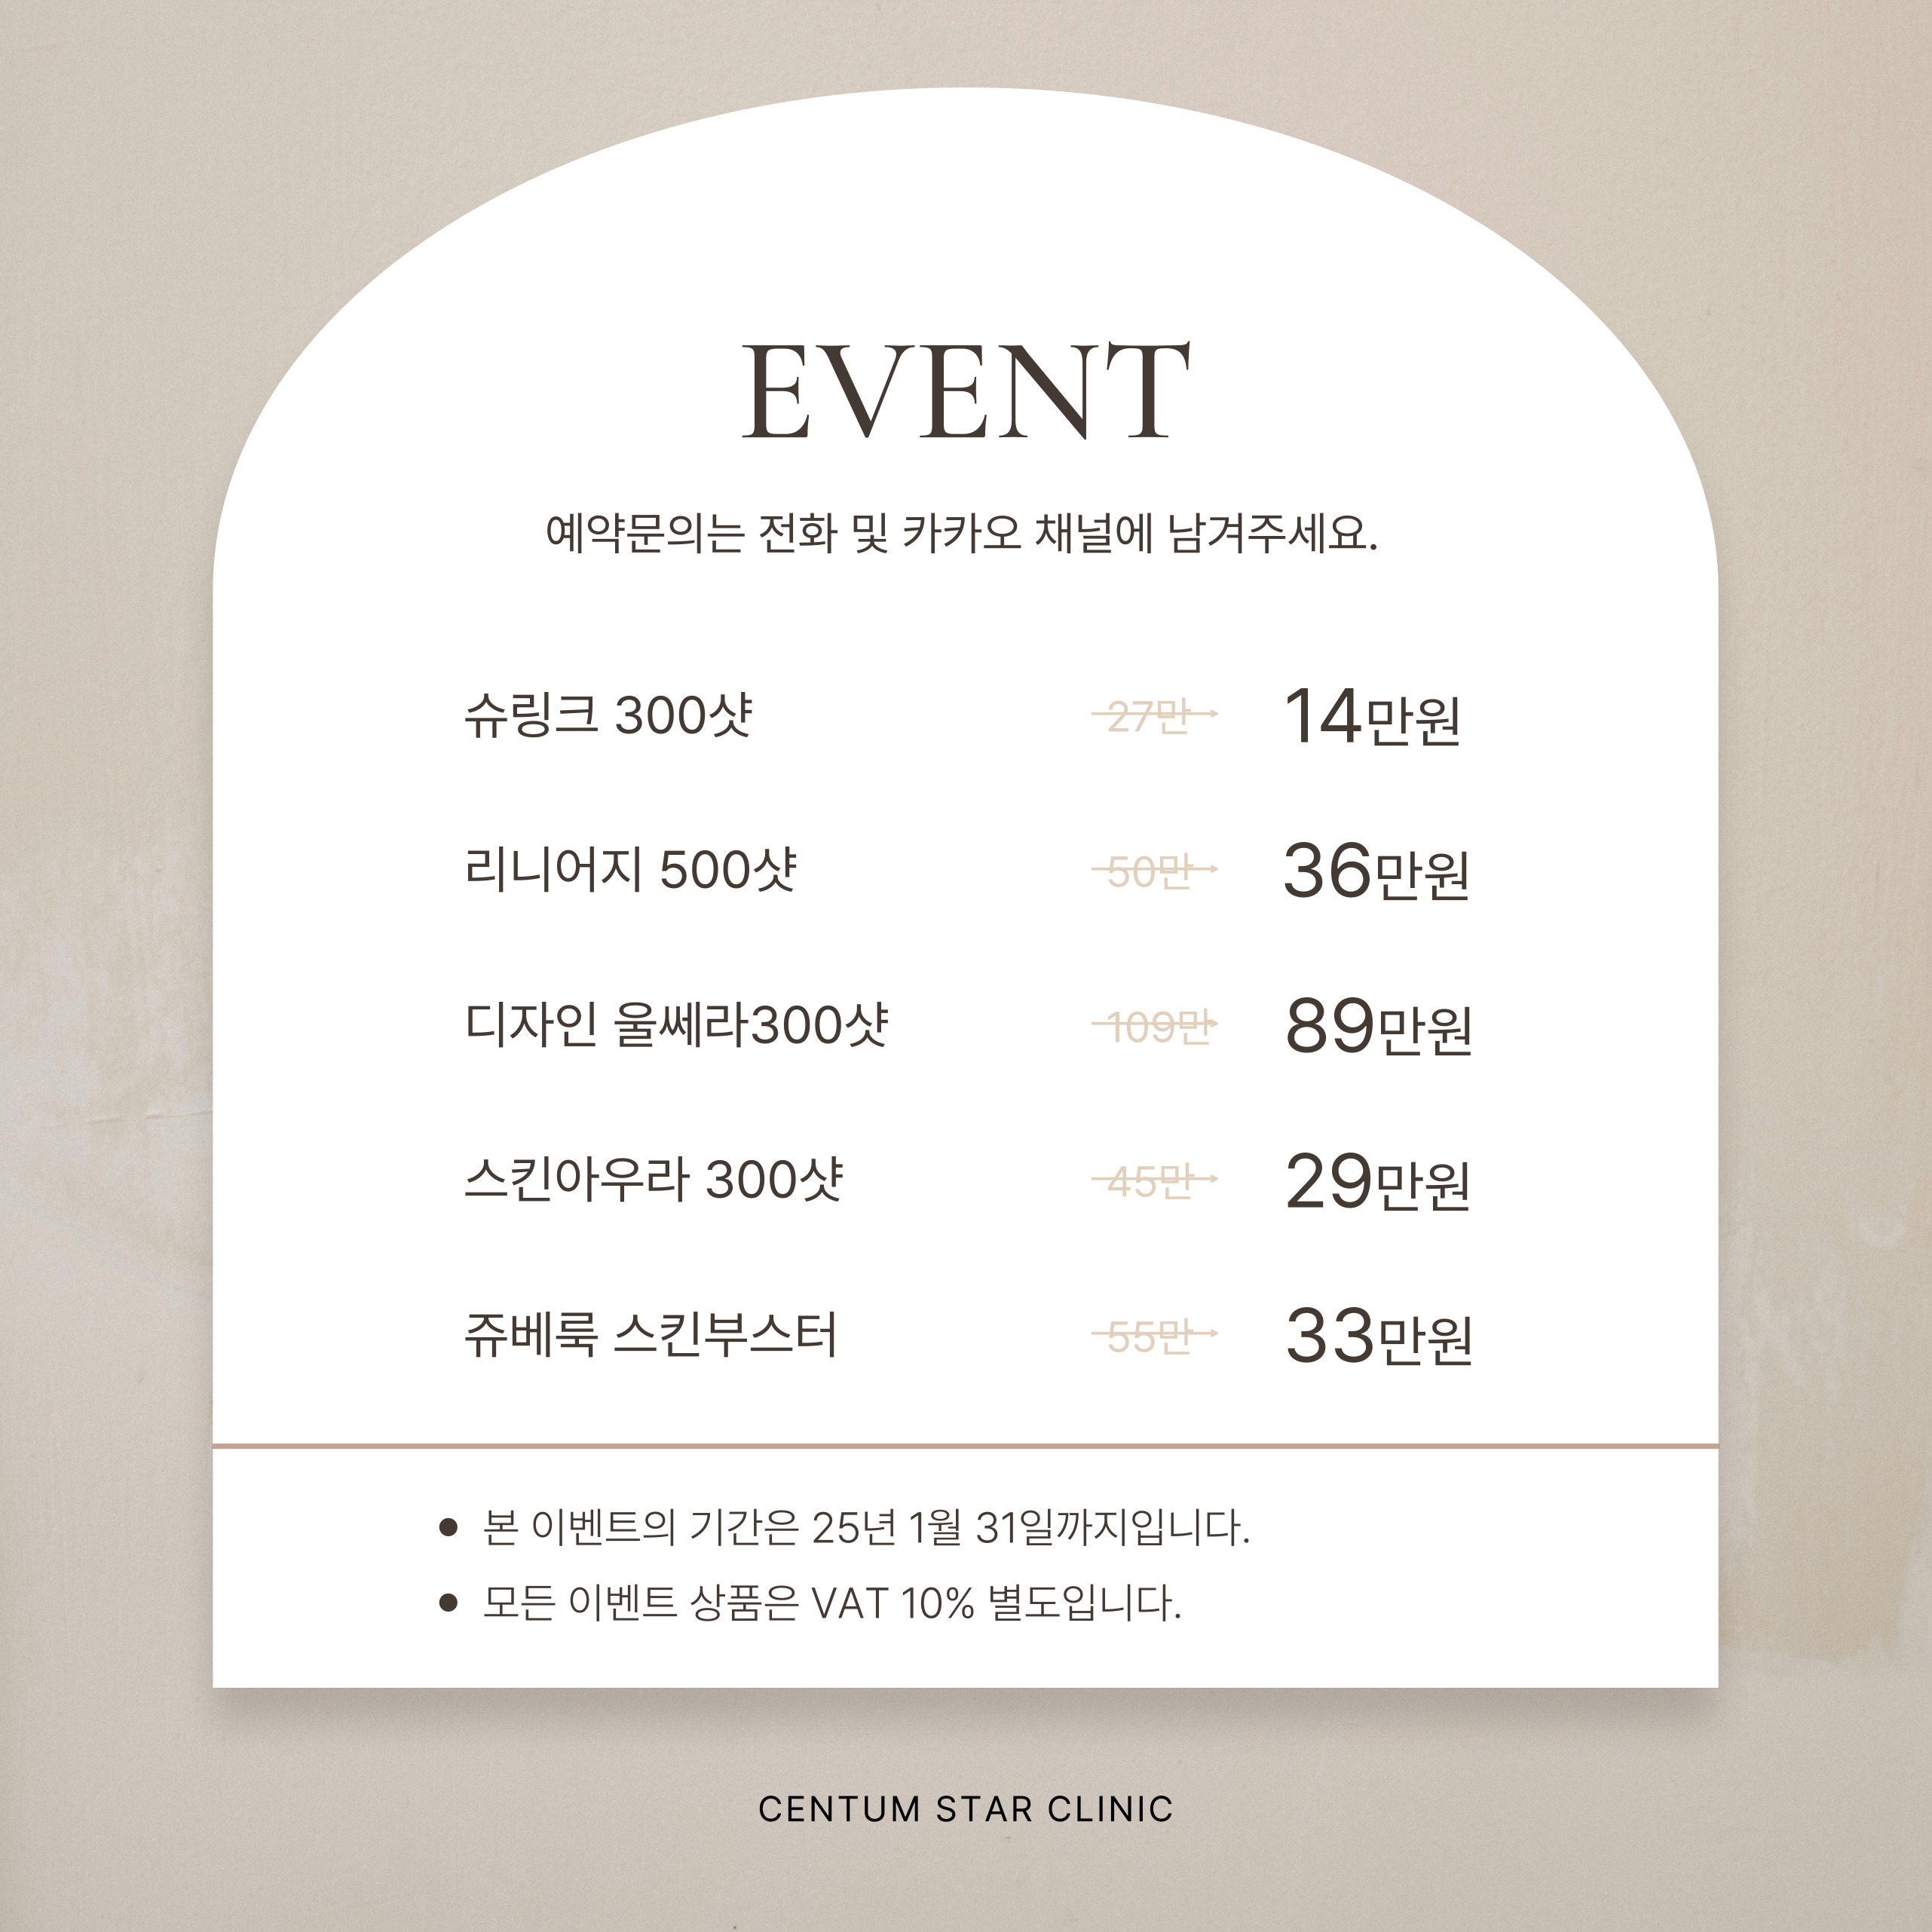 EVENT
예약문의는 전화 및 카카오 채널에 남겨주세요.
슈링크 300샷 27만 14만원
리니어지 500샷 50만 36만원
디자인 울쎄라300샷 109만 89만원
스킨아우라 300샷 45만 29만원
쥬베룩 스킨부스터 55만 33만원
● 본 이벤트의 기간은 25년 1월 31일까지입니다.
● 모든 이벤트 상품은 VAT 10% 별도입니다.
CENTUM STAR CLINIC